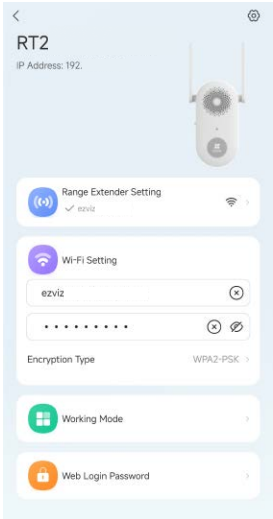 RT2
IP Address: 192.
Range Extender Setting
ezviz
Wi-Fi Setting
ezviz
Encryption Type WPA2-PSK
Working Mode
Web Login Password